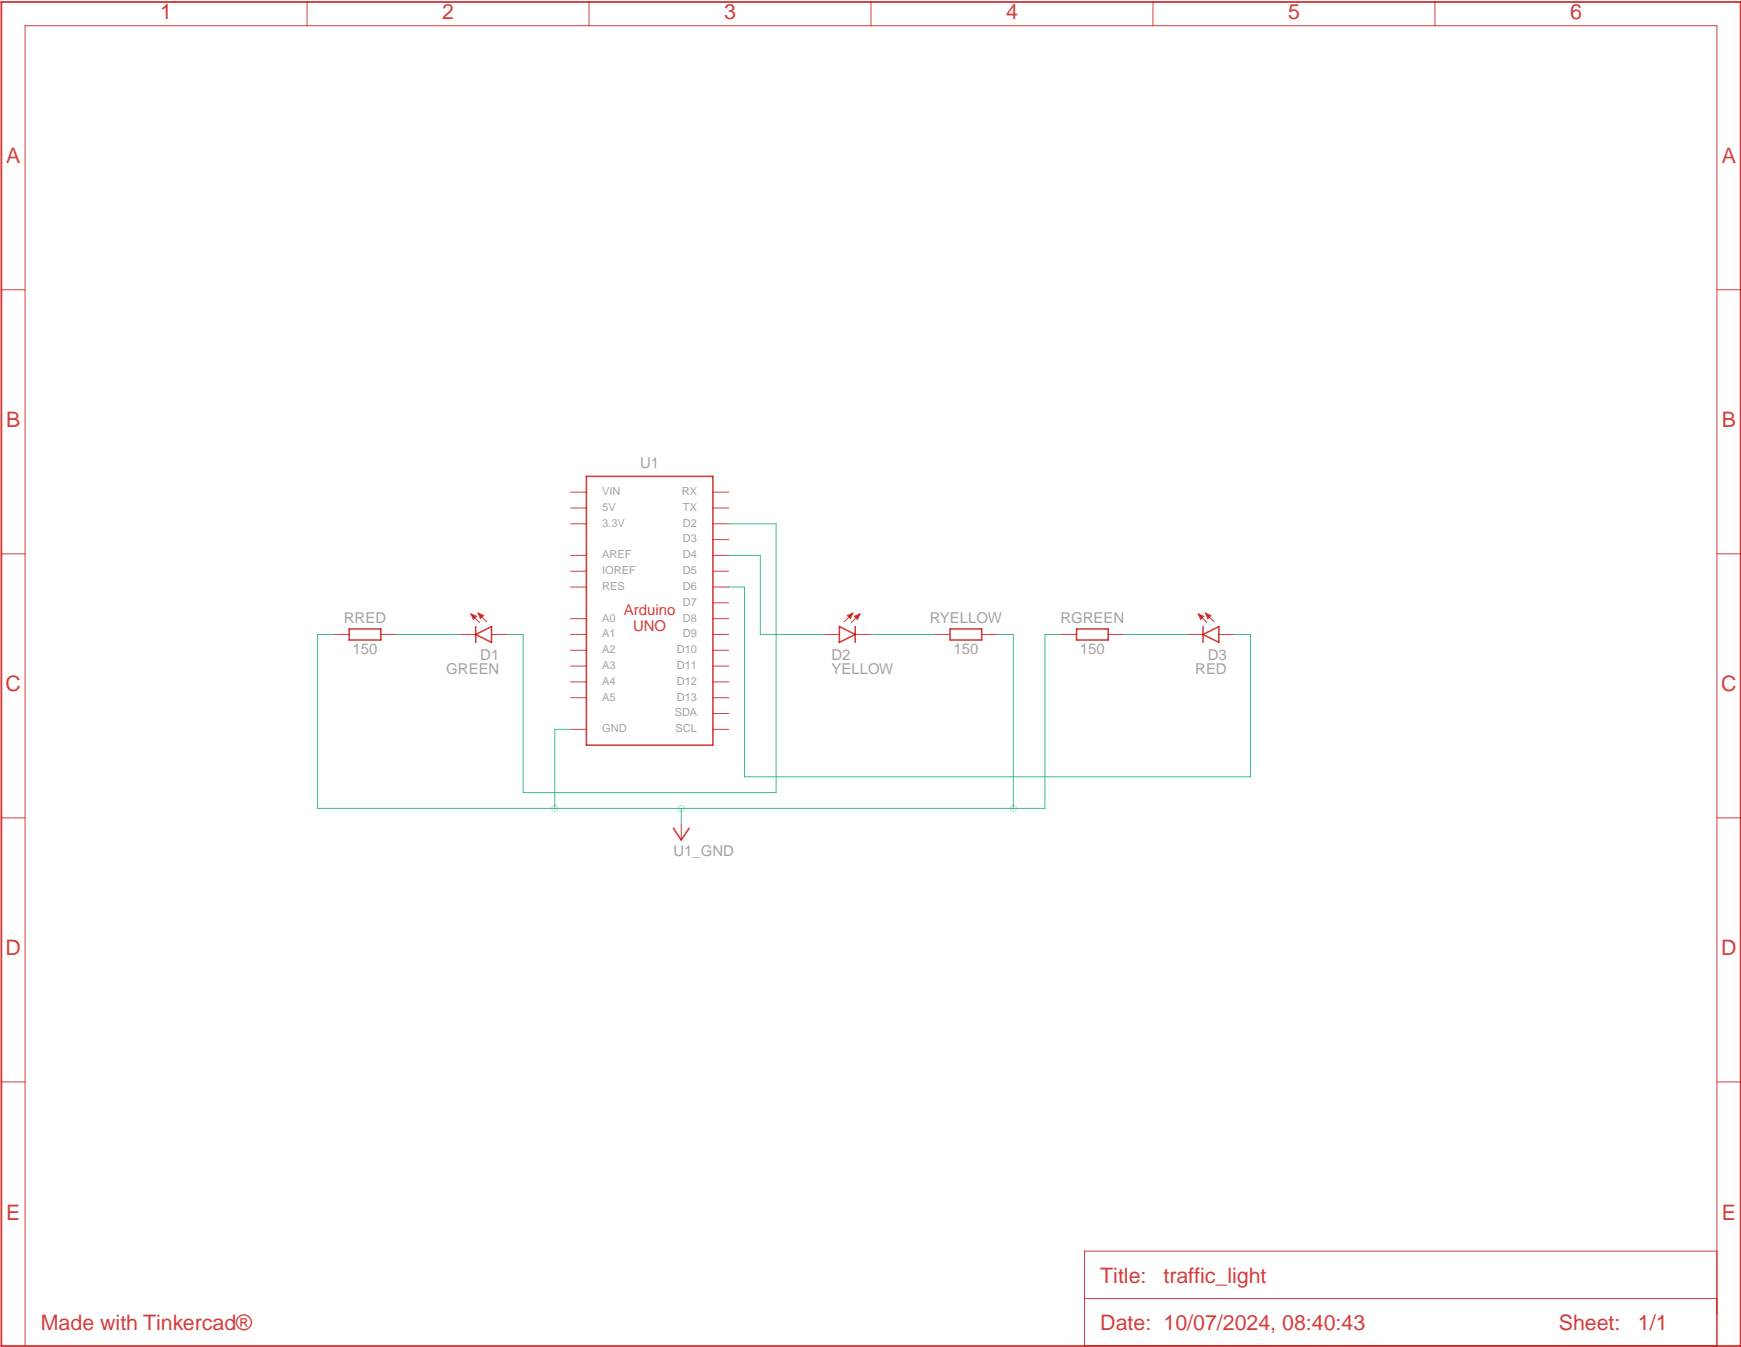 1 2 3 4 5 6
A A
B B
U1
VIN RX
5V TX
3.3V D2
D3
AREF D4
IOREF D5
RES D6
D7
Arduino
UNO
A0 D8
A1 D9
A2 D10
A3 D11
A4 D12
A5 D13
SDA
GND SCL
RRED
150
D1
GREEN
D2
YELLOW
RYELLOW
150
RGREEN
150
D3
RED
C C
U1_GND
D D
E E
Title: traffic_light
Date: 10/07/2024, 08:40:43 Sheet: 1/1
Made with Tinkercad®